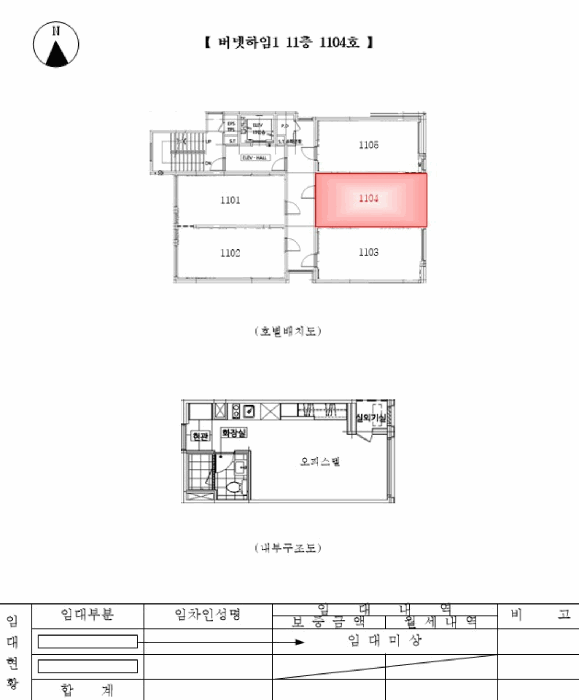 N
【 버넷하임1 11층 1104호 】
1105
ELEV
UP
DN
ELEV. HALL
1101
1104
1102
1103
(호별배치도)
실외기실
현관
화장실
오피스텔
(내부구조도)
임대현황
임대부분
임차인성명
임 대 내 역
비 고
보 증 금 액
월 세 내 역
임 대 미 상
합 계